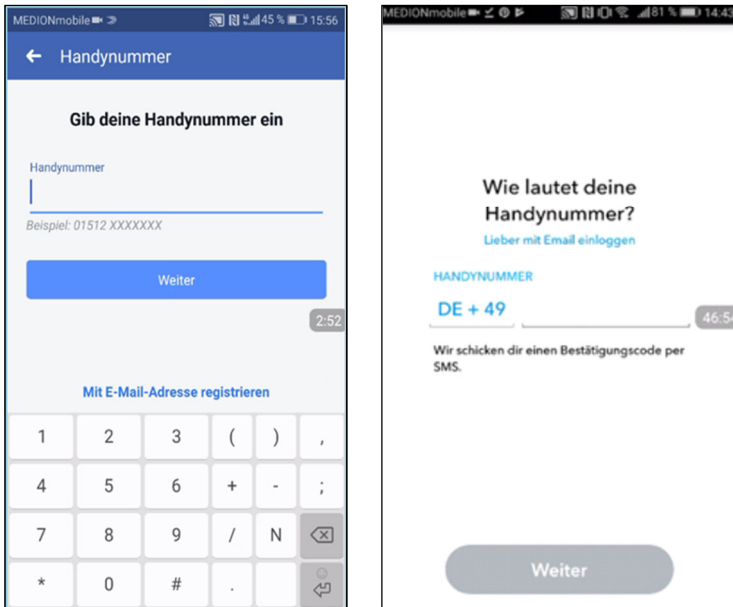 MEDIONmobile 45 % 15:56
Handynummer
Gib deine Handynummer ein
Handynummer
Beispiel: 01512 XXXXXXX
Weiter
2:52
Mit E-Mail-Adresse registrieren
1 2 3 ( ) ,
4 5 6 + - ;
7 8 9 / N
* 0 # .
MEDIONmobile 81 % 14:43
Wie lautet deine
Handynummer?
Lieber mit Email einloggen
HANDYNUMMER
DE + 49
46:54
Wir schicken dir einen Bestätigungscode per
SMS.
Weiter